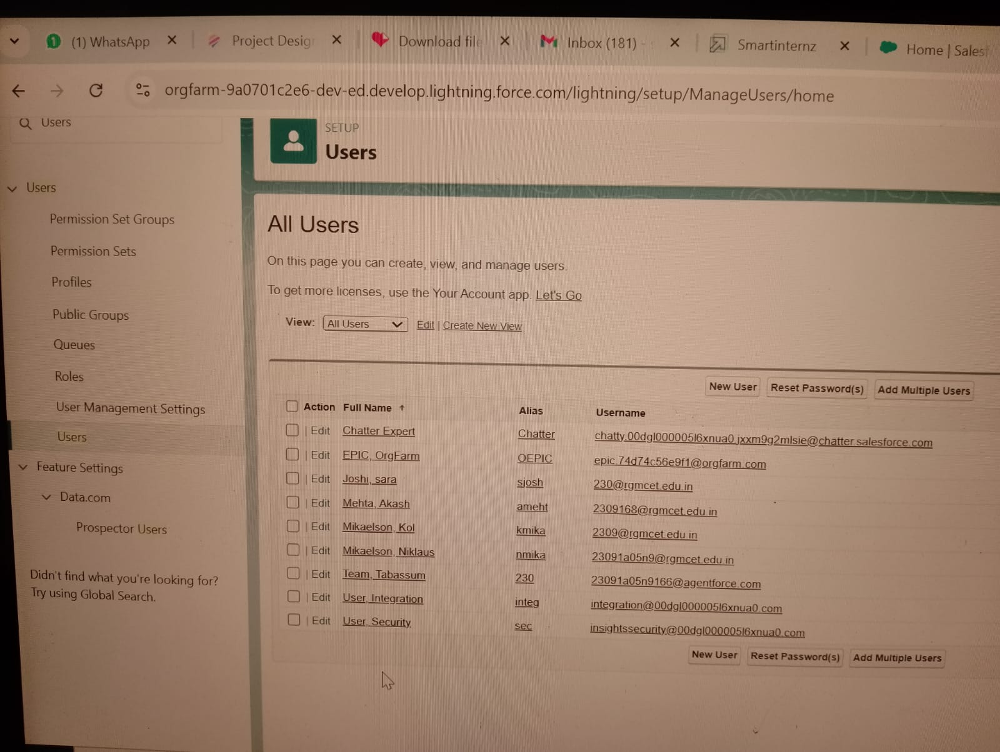 (1) WhatsApp
Project Desig
Download file
Inbox (181) -
Smartinternz
Home | Sales
orgfarm-9a0701c2e6-dev-ed.develop.lightning.force.com/lightning/setup/ManageUsers/home
Users
SETUP
Users
Users
Permission Set Groups
Permission Sets
Profiles
Public Groups
Queues
Roles
User Management Settings
Users
Feature Settings
Data.com
Prospector Users
Didn't find what you're looking for?
Try using Global Search.
All Users
On this page you can create, view, and manage users.
To get more licenses, use the Your Account app. Let's Go
View: All Users Edit | Create New View
New User Reset Password(s) Add Multiple Users
Action Full Name ↑ Alias Username
| Edit Chatter Expert Chatter chatty.00dgl000005l6xnua0.jxxm9g2mlsie@chatter.salesforce.com
| Edit EPIC, OrgFarm OEPIC epic.74d74c56e9f1@orgfarm.com
| Edit Joshi, sara sjosh 230@rgmcet.edu.in
| Edit Mehta, Akash ameht 2309168@rgmcet.edu.in
| Edit Mikaelson, Kol kmika 2309@rgmcet.edu.in
| Edit Mikaelson, Niklaus nmika 23091a05n9@rgmcet.edu.in
| Edit Team, Tabassum 230 23091a05n9166@agentforce.com
| Edit User, Integration integ integration@00dgl000005l6xnua0.com
| Edit User, Security sec insightssecurity@00dgl000005l6xnua0.com
New User Reset Password(s) Add Multiple Users